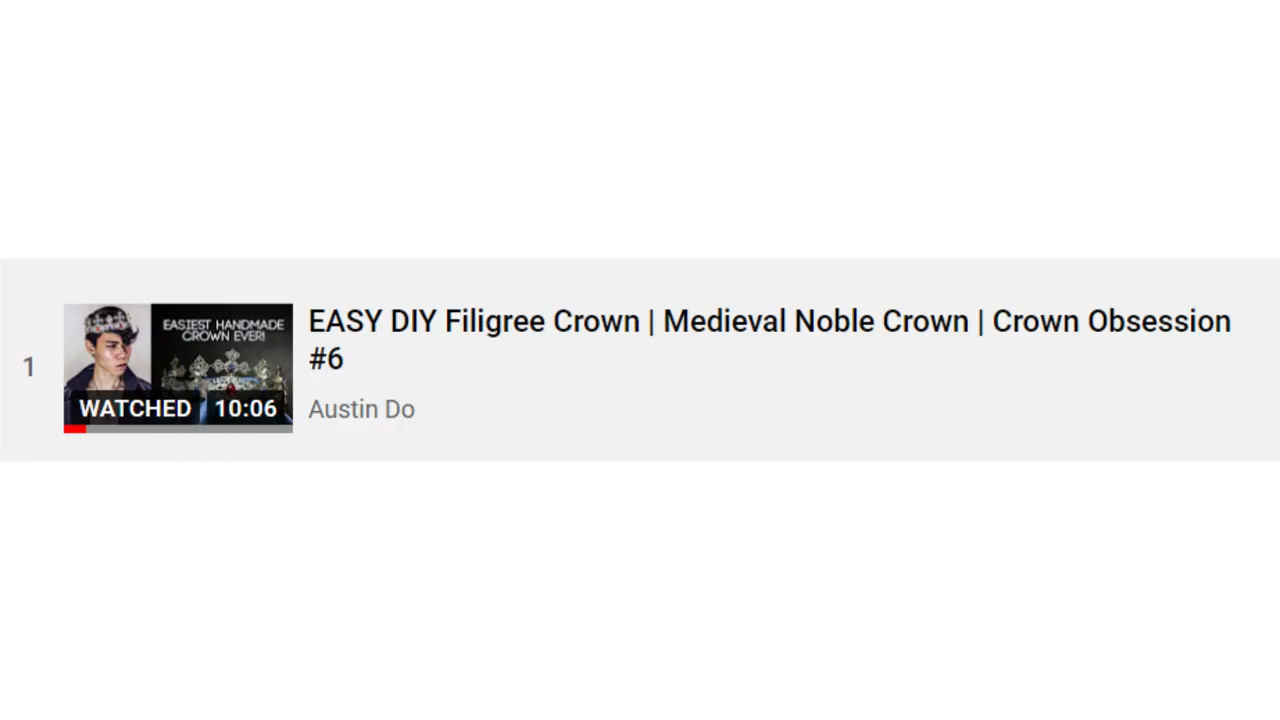 EASY DIY Filigree Crown | Medieval Noble Crown | Crown Obsession
#6
1
EASIEST HANDMADE
CROWN EVER!
WATCHED 10:06
Austin Do